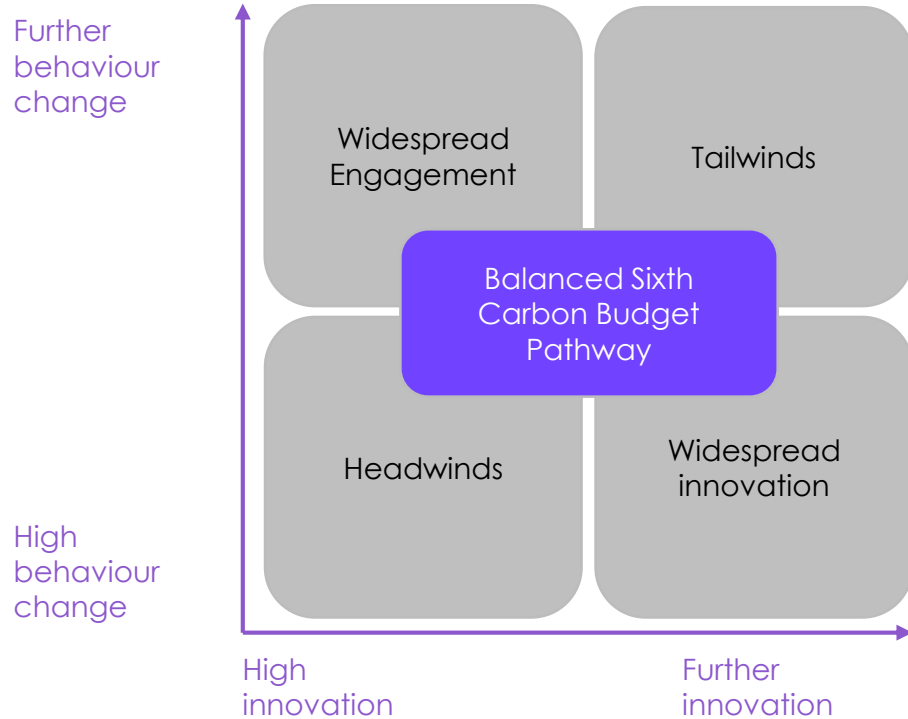 Further
behaviour
change
Widespread
Engagement
Tailwinds
Balanced Sixth
Carbon Budget
Pathway
Headwinds
Widespread
innovation
High
behaviour
change
High
innovation
Further
innovation